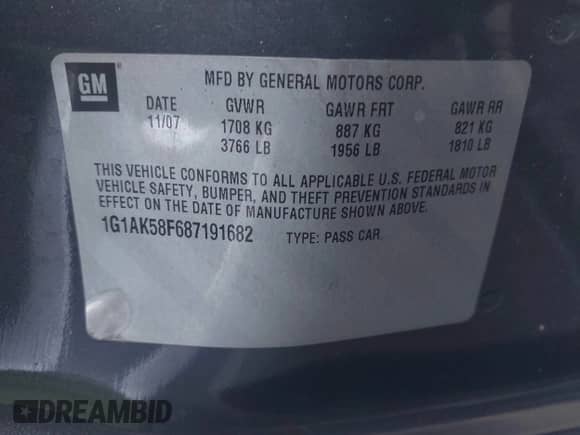 GM
MFD BY GENERAL MOTORS CORP.
DATE GVWR GAWR FRT GAWR RR
11/07 1708 KG 887 KG 821 KG
3766 LB 1956 LB 1810 LB
THIS VEHICLE CONFORMS TO ALL APPLICABLE U.S. FEDERAL MOTOR
VEHICLE SAFETY, BUMPER, AND THEFT PREVENTION STANDARDS IN
EFFECT ON THE DATE OF MANUFACTURE SHOWN ABOVE.
1G1AK58F687191682 TYPE: PASS CAR
DREAMBID